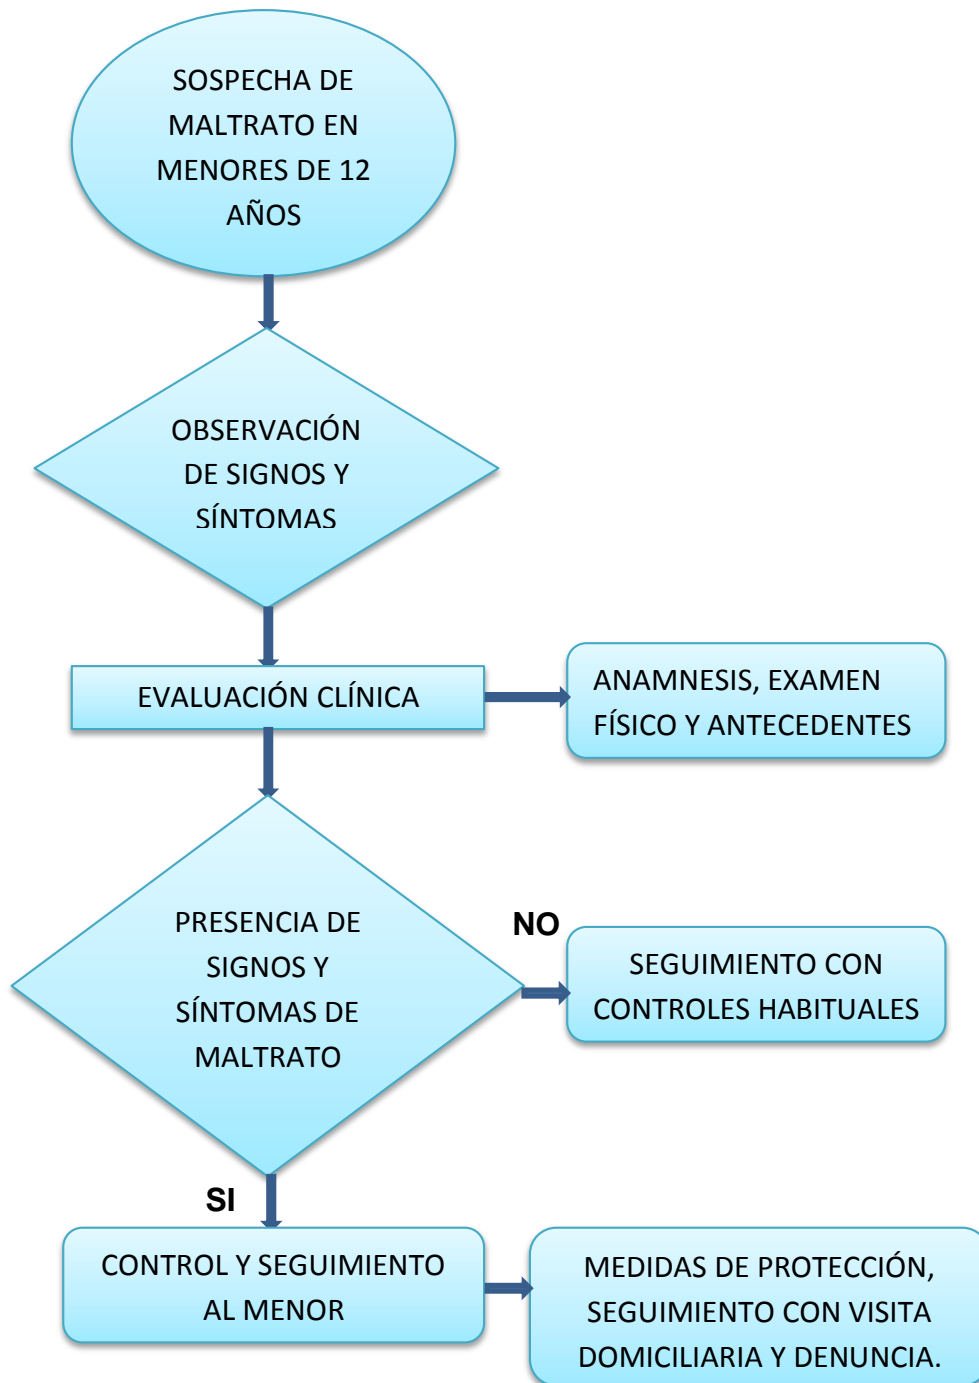 SOSPECHA DE
MALTRATO EN
MENORES DE 12
AÑOS
OBSERVACIÓN
DE SIGNOS Y
SÍNTOMAS
EVALUACIÓN CLÍNICA
ANAMNESIS, EXAMEN
FÍSICO Y ANTECEDENTES
PRESENCIA DE
SIGNOS Y
SÍNTOMAS DE
MALTRATO
NO
SEGUIMIENTO CON
CONTROLES HABITUALES
SI
CONTROL Y SEGUIMIENTO
AL MENOR
MEDIDAS DE PROTECCIÓN,
SEGUIMIENTO CON VISITA
DOMICILIARIA Y DENUNCIA.